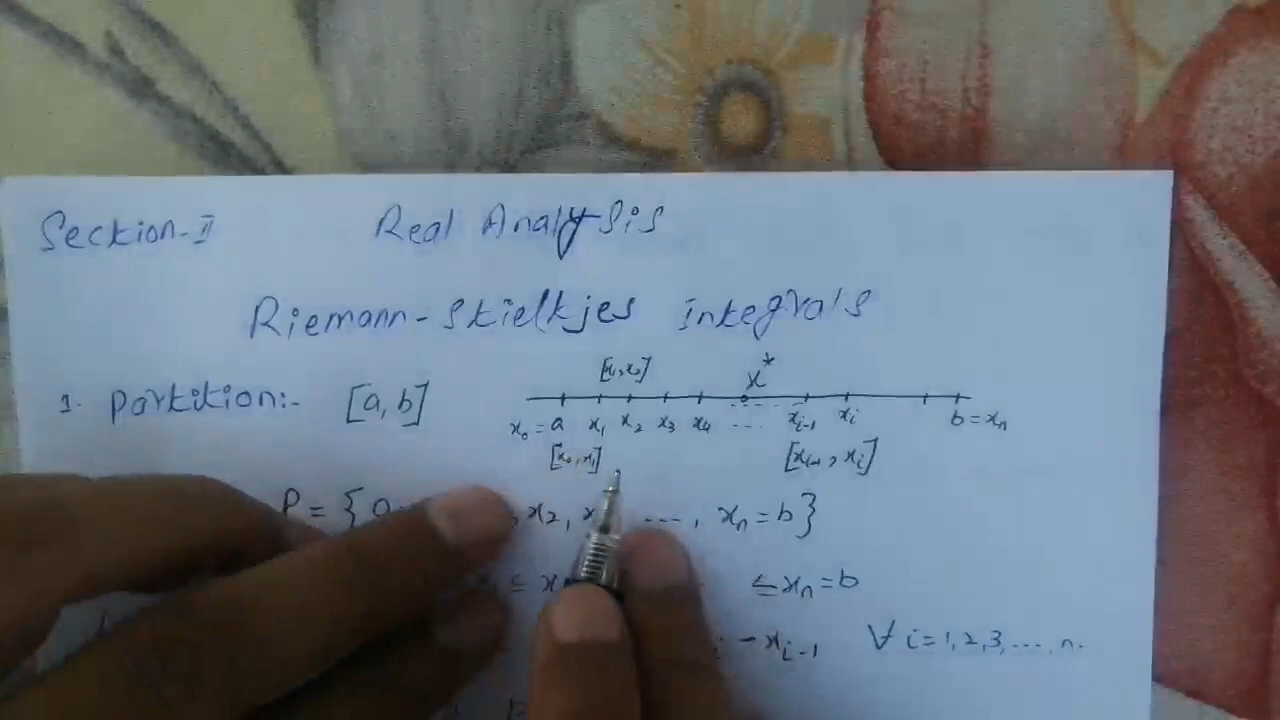 Section-II Real Analysis
Riemann-Stieltjes integrals
1. Partition:- [a, b]
[x₁,x₂] x*
x₀ = a x₁ x₂ x₃ x₄ ... xᵢ₋₁ xᵢ b = xₙ
[x₀, x₁] [xᵢ₋₁, xᵢ]
P = {a x₂, ..., xₙ = b}
≤ xₙ = b
- xᵢ₋₁ ∀ i = 1, 2, 3, ..., n.